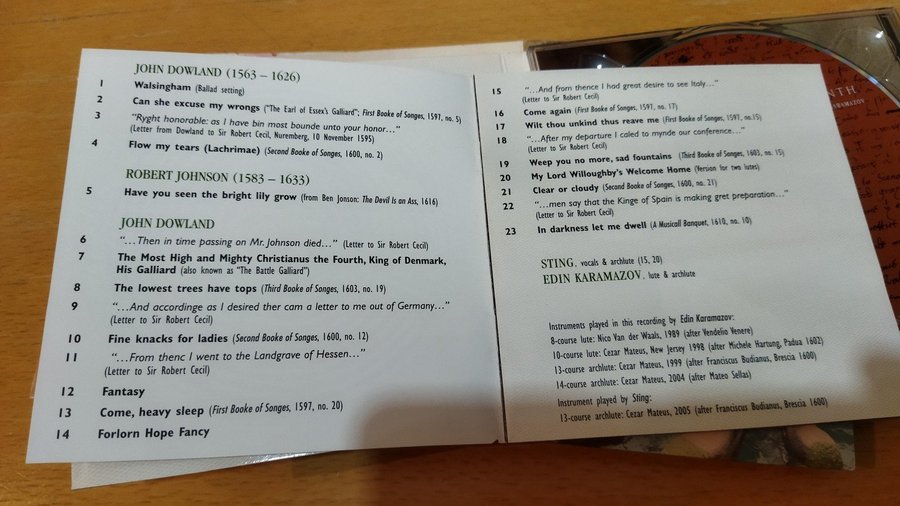 JOHN DOWLAND (1563 – 1626)
1 Walsingham (Ballad setting)
2 Can she excuse my wrongs ("The Earl of Essex's Galliard"; First Booke of Songes, 1597, no. 5)
3 "Ryght honorable: as I have bin most bounde unto your honor…"
(Letter from Dowland to Sir Robert Cecil, Nuremberg, 10 November 1595)
4 Flow my tears (Lachrimae) (Second Booke of Songes, 1600, no. 2)
ROBERT JOHNSON (1583 – 1633)
5 Have you seen the bright lily grow (from Ben Jonson: The Devil Is an Ass, 1616)
JOHN DOWLAND
6 "…Then in time passing on Mr. Johnson died…" (Letter to Sir Robert Cecil)
7 The Most High and Mighty Christianus the Fourth, King of Denmark,
His Galliard (also known as "The Battle Galliard")
8 The lowest trees have tops (Third Booke of Songes, 1603, no. 19)
9 "…And accordinge as I desired ther cam a letter to me out of Germany…"
(Letter to Sir Robert Cecil)
10 Fine knacks for ladies (Second Booke of Songes, 1600, no. 12)
11 "…From thenc I went to the Landgrave of Hessen…"
(Letter to Sir Robert Cecil)
12 Fantasy
13 Come, heavy sleep (First Booke of Songes, 1597, no. 20)
14 Forlorn Hope Fancy
15 "…And from thence I had great desire to see Italy…"
(Letter to Sir Robert Cecil)
16 Come again (First Booke of Songes, 1597, no. 17)
17 Wilt thou unkind thus reave me (First Booke of Songes, 1597, no.15)
18 "…After my departure I caled to mynde our conference…"
(Letter to Sir Robert Cecil)
19 Weep you no more, sad fountains (Third Booke of Songes, 1603, no. 15)
20 My Lord Willoughby's Welcome Home (Version for two lutes)
21 Clear or cloudy (Second Booke of Songes, 1600, no. 21)
22 "…men say that the Kinge of Spain is making gret preparation…"
(Letter to Sir Robert Cecil)
23 In darkness let me dwell (A Musicall Banquet, 1610, no. 10)
STING, vocals & archlute (15, 20)
EDIN KARAMAZOV, lute & archlute
Instruments played in this recording by Edin Karamazov:
8-course lute: Nico Van der Waals, 1989 (after Vendelio Venere)
10-course lute: Cezar Mateus, New Jersey 1998 (after Michele Hartung, Padua 1602)
13-course archlute: Cezar Mateus, 1999 (after Franciscus Budianus, Brescia 1600)
14-course archlute: Cezar Mateus, 2004 (after Mateo Sellas)
Instrument played by Sting:
13-course archlute: Cezar Mateus, 2005 (after Franciscus Budianus, Brescia 1600)